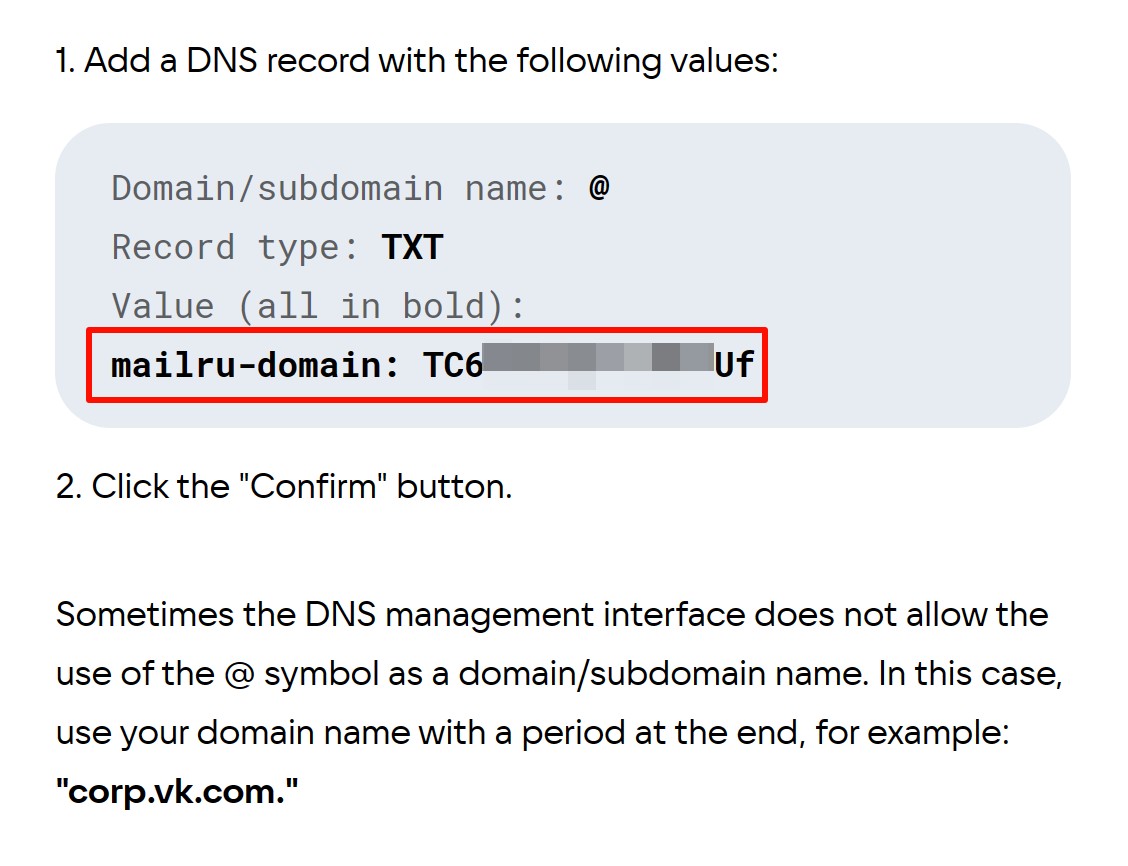 1. Add a DNS record with the following values:
Domain/subdomain name: @
Record type: TXT
Value (all in bold):
mailru-domain: TC6 Uf
2. Click the "Confirm" button.
Sometimes the DNS management interface does not allow the
use of the @ symbol as a domain/subdomain name. In this case,
use your domain name with a period at the end, for example:
"corp.vk.com."